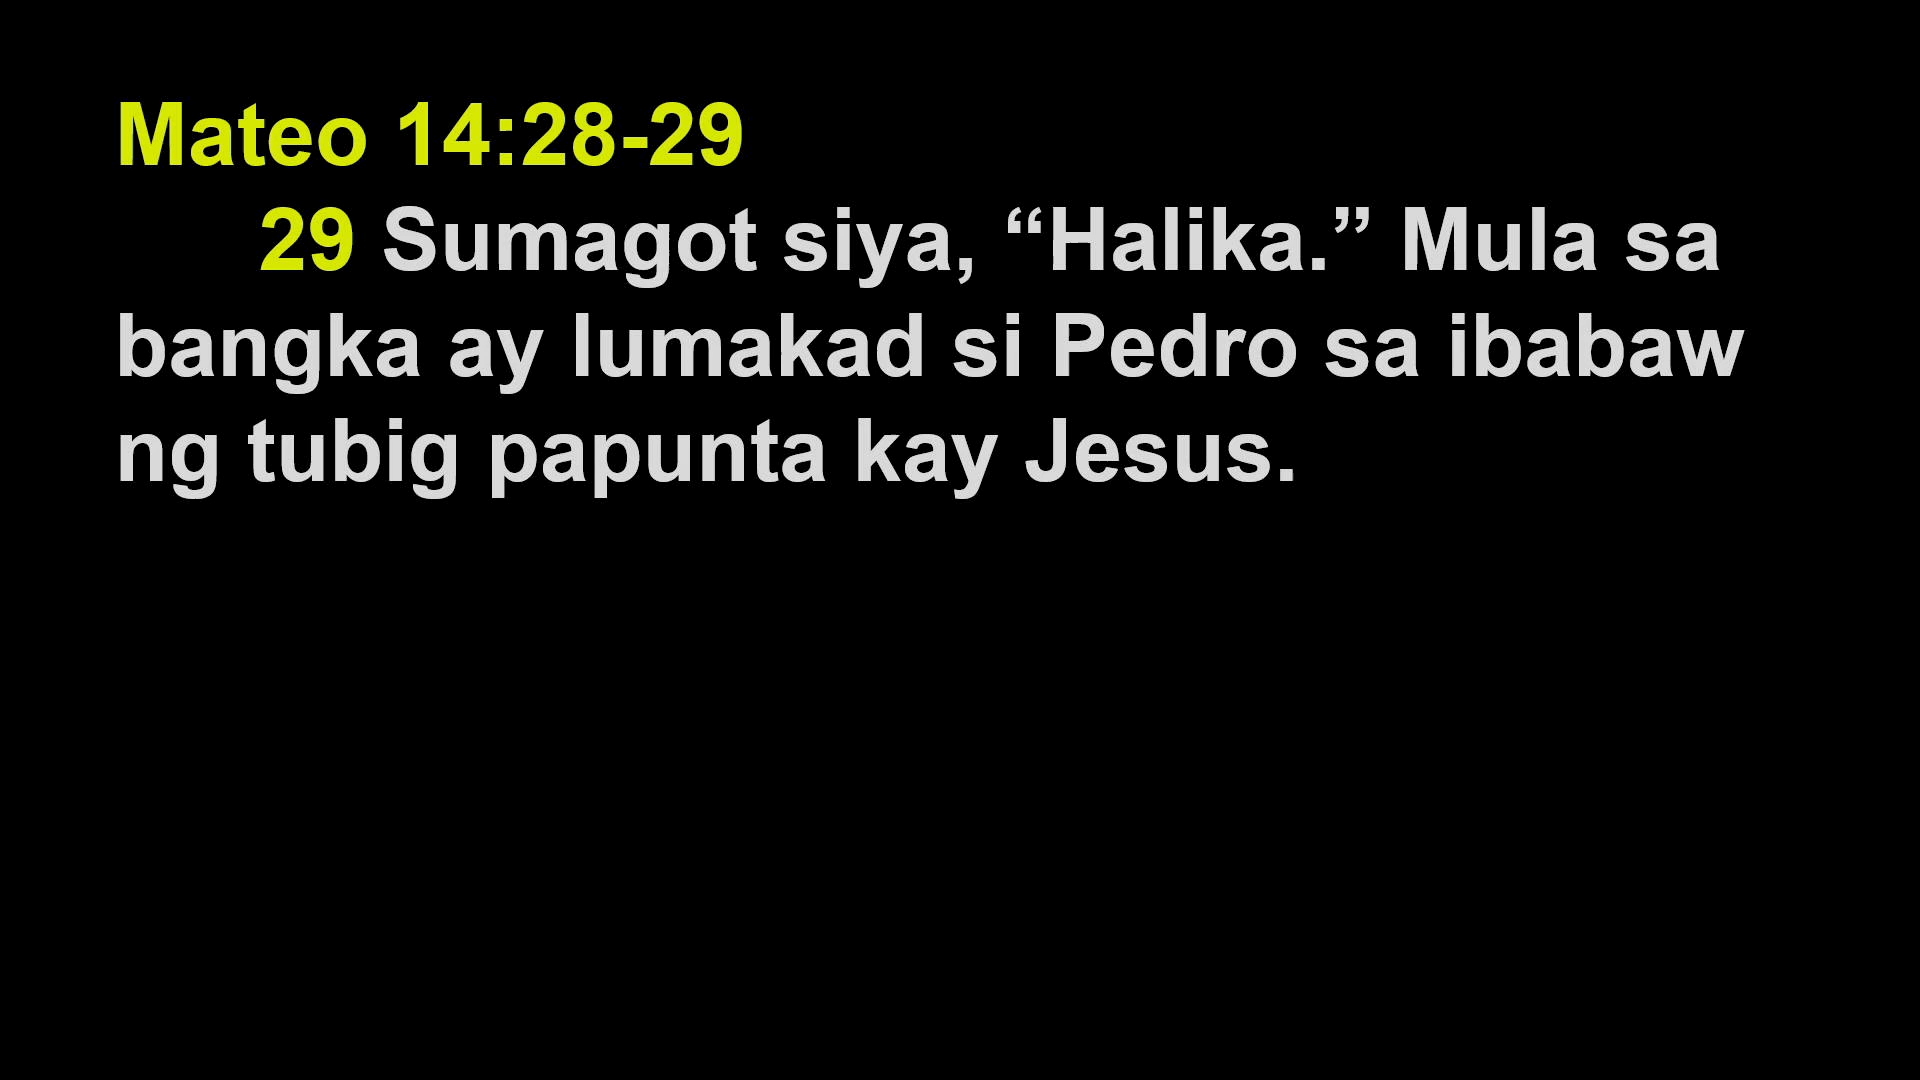 Mateo 14:28-29
29 Sumagot siya, “Halika.” Mula sa
bangka ay lumakad si Pedro sa ibabaw
ng tubig papunta kay Jesus.